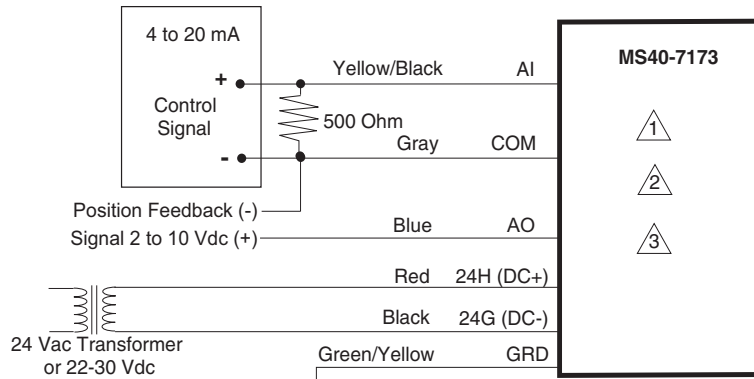 4 to 20 mA
+
Control
Signal
-
Yellow/Black AI
500 Ohm
Gray COM
MS40-7173
1
2
3
Position Feedback (-)
Signal 2 to 10 Vdc (+)
Blue AO
Red 24H (DC+)
Black 24G (DC-)
24 Vac Transformer
or 22-30 Vdc
Green/Yellow GRD